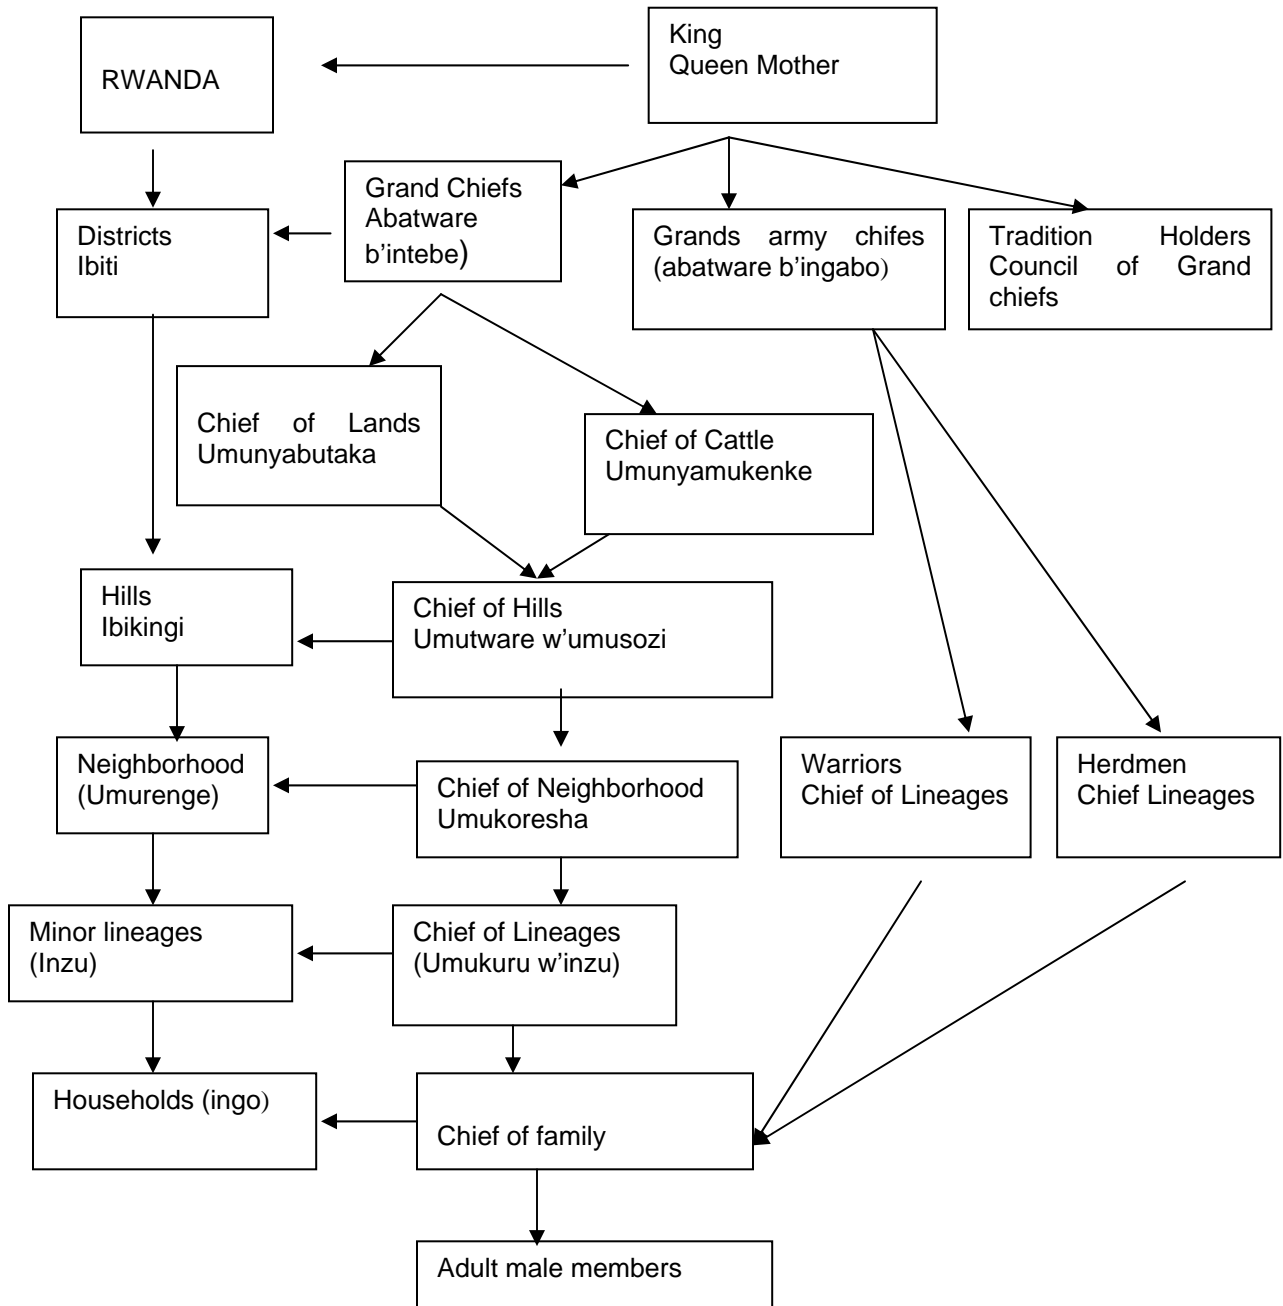 King
Queen Mother
RWANDA
Grand Chiefs
Abatware
b'intebe)
Districts
Ibiti
Grands army chifes
(abatware b'ingabo)
Tradition Holders
Council of Grand
chiefs
Chief of Lands
Umunyabutaka
Chief of Cattle
Umunyamukenke
Hills
Ibikingi
Chief of Hills
Umutware w'umusozi
Neighborhood
(Umurenge)
Chief of Neighborhood
Umukoresha
Warriors
Chief of Lineages
Herdmen
Chief Lineages
Minor lineages
(Inzu)
Chief of Lineages
(Umukuru w'inzu)
Households (ingo)
Chief of family
Adult male members